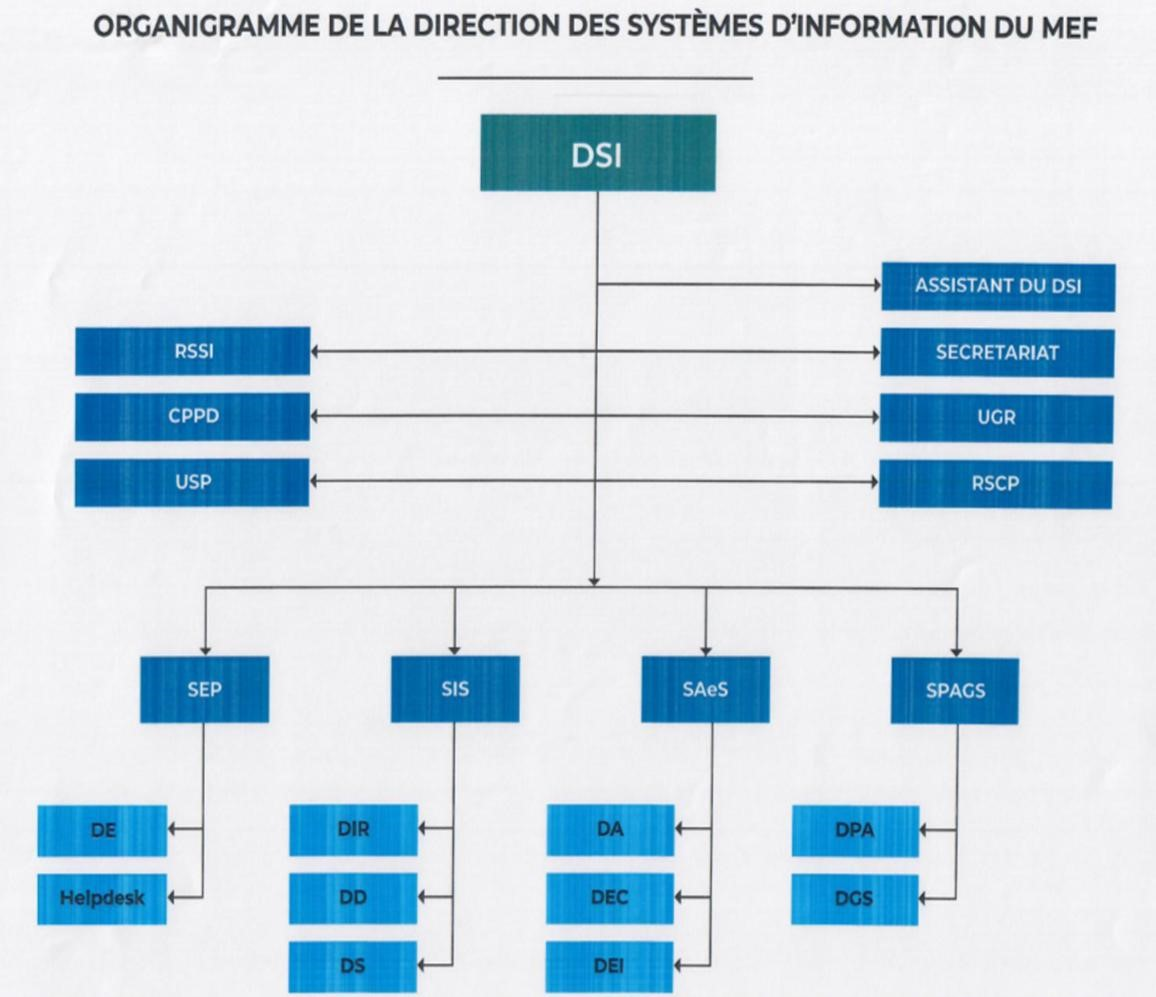 ORGANIGRAMME DE LA DIRECTION DES SYSTÈMES D'INFORMATION DU MEF
DSI
ASSISTANT DU DSI
RSSI
SECRETARIAT
CPPD
UGR
USP
RSCP
SEP
SIS
SAeS
SPAGS
DE
DIR
DA
DPA
Helpdesk
DD
DEC
DGS
DS
DEI